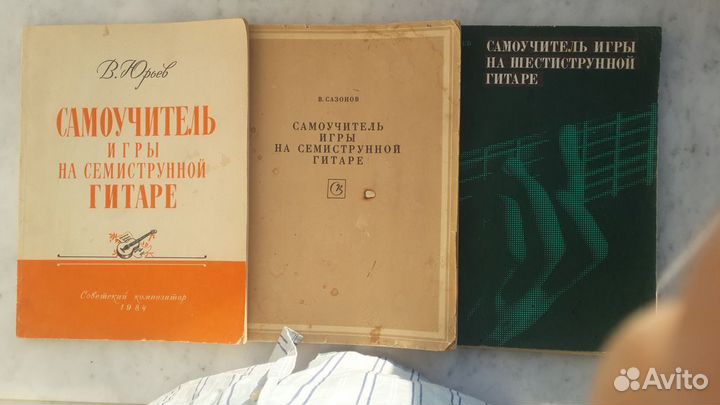 В. Юрьев
САМОУЧИТЕЛЬ
ИГРЫ
НА СЕМИСТРУННОЙ
ГИТАРЕ
Советский композитор
1984
В. САЗОНОВ
САМОУЧИТЕЛЬ
ИГРЫ
НА СЕМИСТРУННОЙ
ГИТАРЕ
САМОУЧИТЕЛЬ ИГРЫ
НА ШЕСТИСТРУННОЙ
ГИТАРЕ
Avito